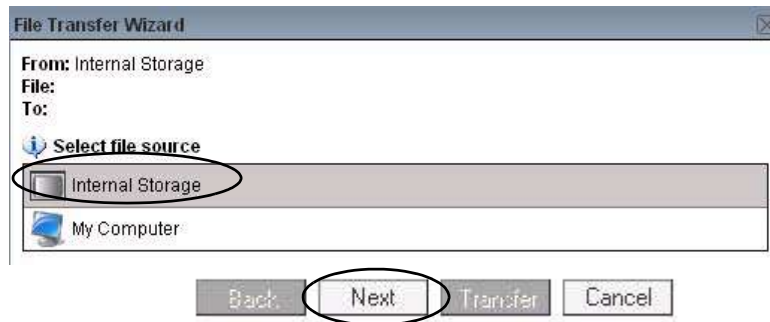 File Transfer Wizard
From: Internal Storage
File:
To:
Select file source
Internal Storage
My Computer
Back Next Transfer Cancel